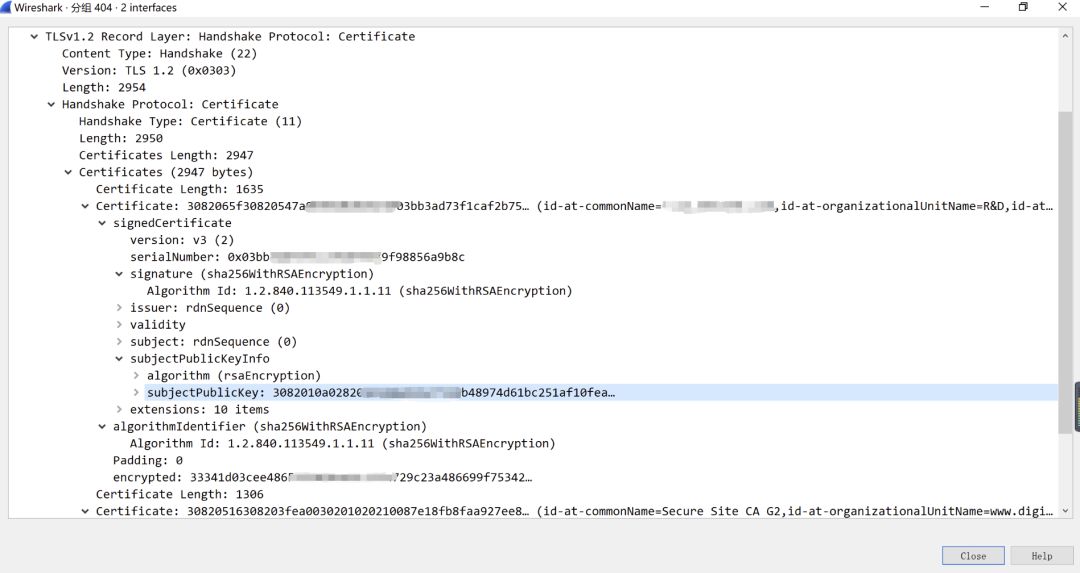 Wireshark · 分组 404 · 2 interfaces
TLSv1.2 Record Layer: Handshake Protocol: Certificate
Content Type: Handshake (22)
Version: TLS 1.2 (0x0303)
Length: 2954
Handshake Protocol: Certificate
Handshake Type: Certificate (11)
Length: 2950
Certificates Length: 2947
Certificates (2947 bytes)
Certificate Length: 1635
Certificate: 3082065f30820547a 03bb3ad73f1caf2b75… (id-at-commonName= ,id-at-organizationalUnitName=R&D,id-at…
signedCertificate
version: v3 (2)
serialNumber: 0x03bb 9f98856a9b8c
signature (sha256WithRSAEncryption)
Algorithm Id: 1.2.840.113549.1.1.11 (sha256WithRSAEncryption)
issuer: rdnSequence (0)
validity
subject: rdnSequence (0)
subjectPublicKeyInfo
algorithm (rsaEncryption)
subjectPublicKey: 3082010a02820 b48974d61bc251af10fea…
extensions: 10 items
algorithmIdentifier (sha256WithRSAEncryption)
Algorithm Id: 1.2.840.113549.1.1.11 (sha256WithRSAEncryption)
Padding: 0
encrypted: 33341d03cee486 729c23a486699f75342…
Certificate Length: 1306
Certificate: 30820516308203fea0030201020210087e18fb8faa927ee8… (id-at-commonName=Secure Site CA G2,id-at-organizationalUnitName=www.digi…
Close
Help